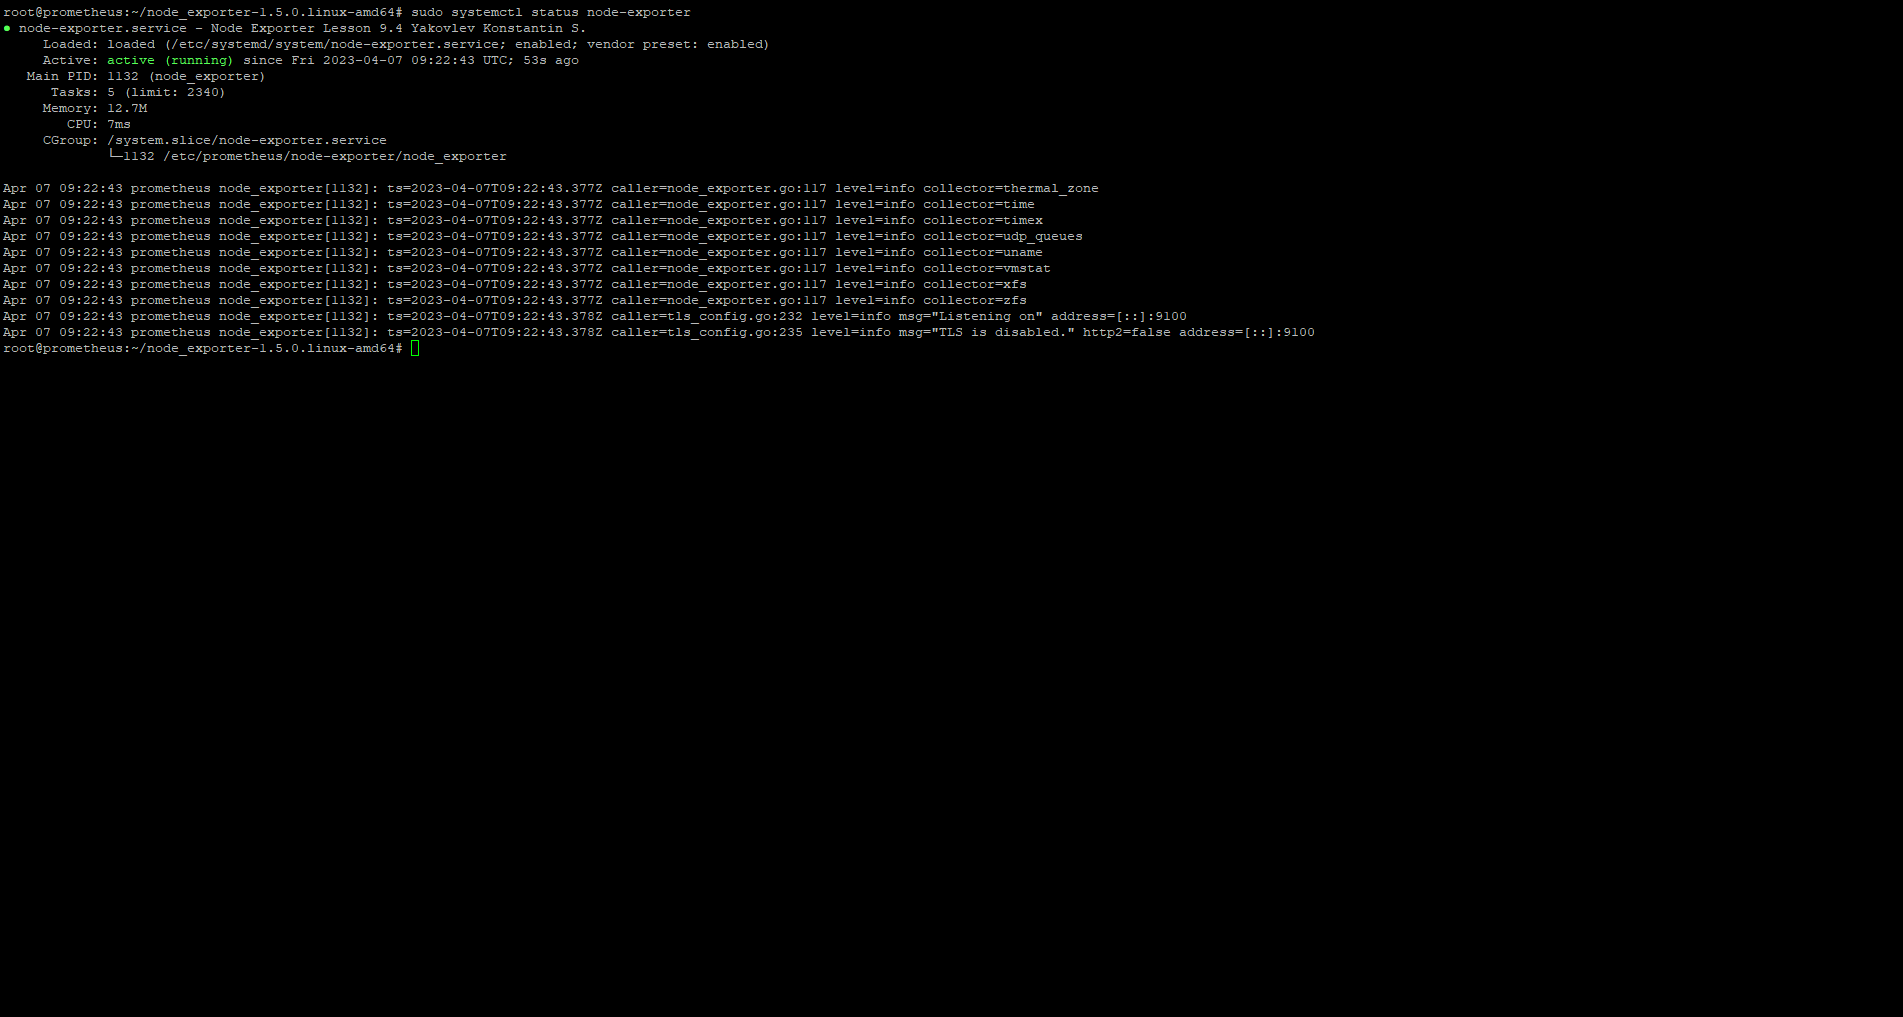 root@prometheus:~/node_exporter-1.5.0.linux-amd64# sudo systemctl status node-exporter
● node-exporter.service - Node Exporter Lesson 9.4 Yakovlev Konstantin S.
     Loaded: loaded (/etc/systemd/system/node-exporter.service; enabled; vendor preset: enabled)
     Active: active (running) since Fri 2023-04-07 09:22:43 UTC; 53s ago
   Main PID: 1132 (node_exporter)
      Tasks: 5 (limit: 2340)
     Memory: 12.7M
        CPU: 7ms
     CGroup: /system.slice/node-exporter.service
             └─1132 /etc/prometheus/node-exporter/node_exporter

Apr 07 09:22:43 prometheus node_exporter[1132]: ts=2023-04-07T09:22:43.377Z caller=node_exporter.go:117 level=info collector=thermal_zone
Apr 07 09:22:43 prometheus node_exporter[1132]: ts=2023-04-07T09:22:43.377Z caller=node_exporter.go:117 level=info collector=time
Apr 07 09:22:43 prometheus node_exporter[1132]: ts=2023-04-07T09:22:43.377Z caller=node_exporter.go:117 level=info collector=timex
Apr 07 09:22:43 prometheus node_exporter[1132]: ts=2023-04-07T09:22:43.377Z caller=node_exporter.go:117 level=info collector=udp_queues
Apr 07 09:22:43 prometheus node_exporter[1132]: ts=2023-04-07T09:22:43.377Z caller=node_exporter.go:117 level=info collector=uname
Apr 07 09:22:43 prometheus node_exporter[1132]: ts=2023-04-07T09:22:43.377Z caller=node_exporter.go:117 level=info collector=vmstat
Apr 07 09:22:43 prometheus node_exporter[1132]: ts=2023-04-07T09:22:43.377Z caller=node_exporter.go:117 level=info collector=xfs
Apr 07 09:22:43 prometheus node_exporter[1132]: ts=2023-04-07T09:22:43.377Z caller=node_exporter.go:117 level=info collector=zfs
Apr 07 09:22:43 prometheus node_exporter[1132]: ts=2023-04-07T09:22:43.378Z caller=tls_config.go:232 level=info msg="Listening on" address=[::]:9100
Apr 07 09:22:43 prometheus node_exporter[1132]: ts=2023-04-07T09:22:43.378Z caller=tls_config.go:235 level=info msg="TLS is disabled." http2=false address=[::]:9100
root@prometheus:~/node_exporter-1.5.0.linux-amd64#